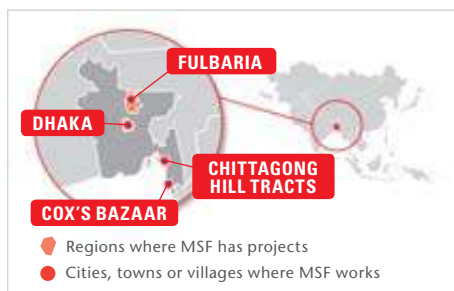 FULBARIA
DHAKA
CHITTAGONG
HILL TRACTS
COX'S BAZAAR
Regions where MSF has projects
Cities, towns or villages where MSF works